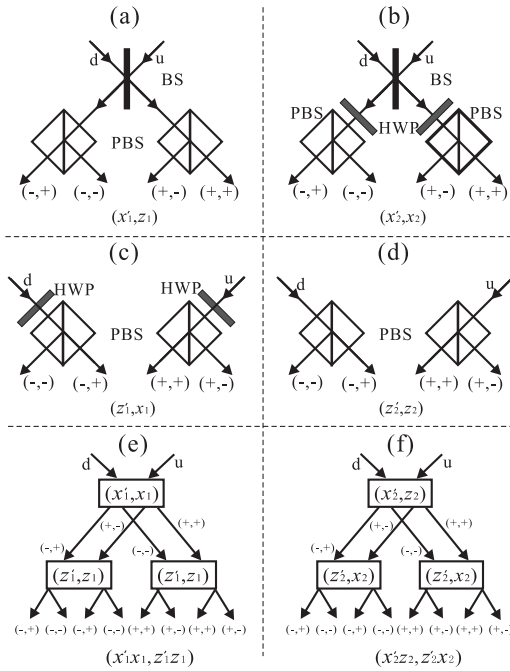 (a)
d u
BS
PBS
(-,+) (-,-) (+,-) (+,+)
(x′1,z1)
(b)
d u
BS
PBS HWP PBS
(-,+) (-,-) (+,-) (+,+)
(x′2,x2)
(c)
d HWP HWP u
PBS
(-,-) (-,+) (+,+) (+,-)
(z′1,x1)
(d)
d u
PBS
(-,-) (-,+) (+,+) (+,-)
(z′2,z2)
(e)
d u
(x′1,x1)
(-,+) (+,-) (-,-) (+,+)
(z′1,z1) (z′1,z1)
(-,+) (-,-) (-,+) (-,-) (+,+) (+,-) (+,+) (+,-)
(x′1x1,z′1z1)
(f)
d u
(x′2,z2)
(-,+) (+,-) (-,-) (+,+)
(z′2,x2) (z′2,x2)
(-,+) (-,-) (-,+) (-,-) (+,+) (+,-) (+,+) (+,-)
(x′2z2,z′2x2)